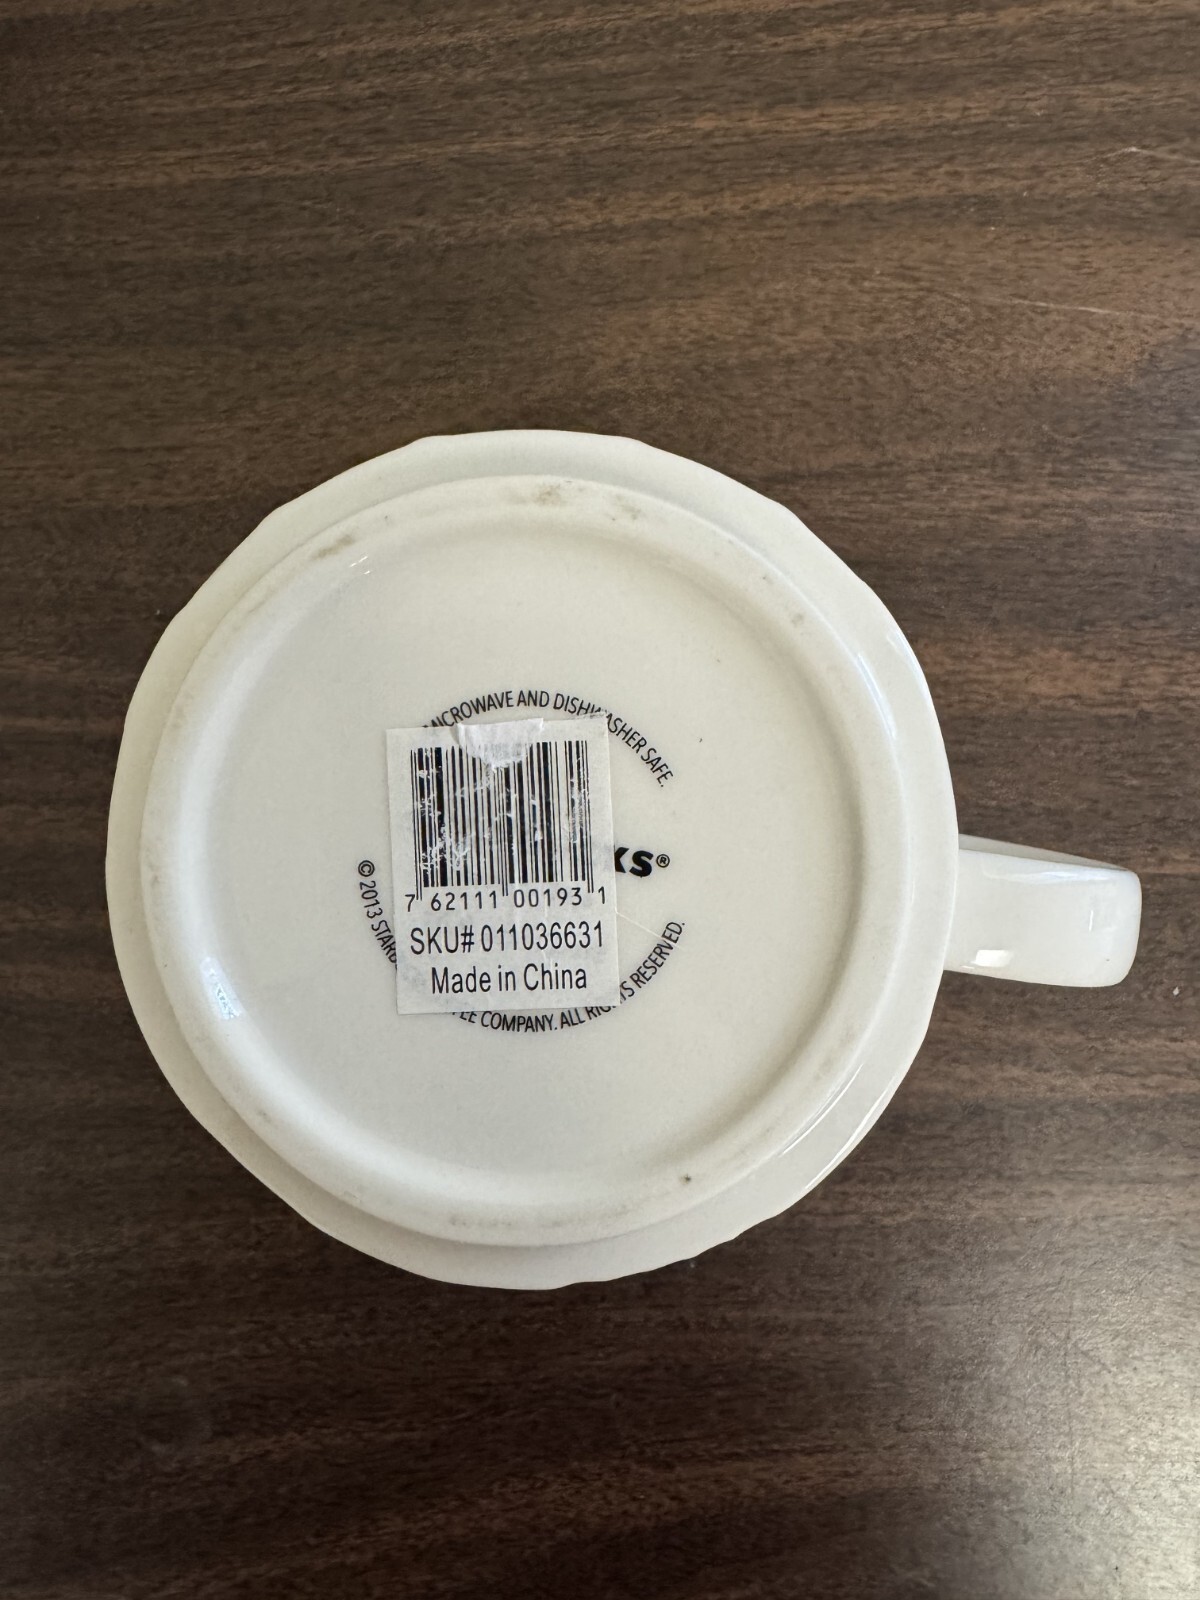 MICROWAVE AND DISHWASHER SAFE.
KS®
7 62111 00193 1
SKU# 011036631
Made in China
© 2013 STARB
EE COMPANY. ALL RIGHTS RESERVED.